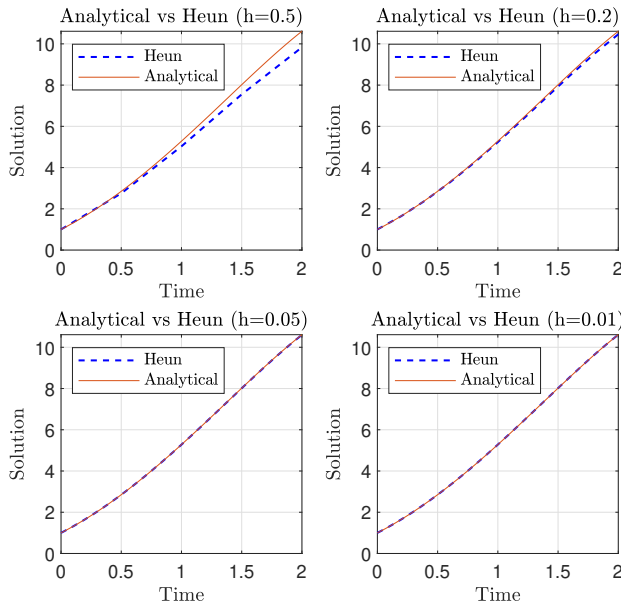 Analytical vs Heun (h=0.5)
10
8
6
4
2
0
Solution
Heun
Analytical
0 0.5 1 1.5 2
Time
Analytical vs Heun (h=0.2)
10
8
6
4
2
0
Solution
Heun
Analytical
0 0.5 1 1.5 2
Time
Analytical vs Heun (h=0.05)
10
8
6
4
2
0
Solution
Heun
Analytical
0 0.5 1 1.5 2
Time
Analytical vs Heun (h=0.01)
10
8
6
4
2
0
Solution
Heun
Analytical
0 0.5 1 1.5 2
Time